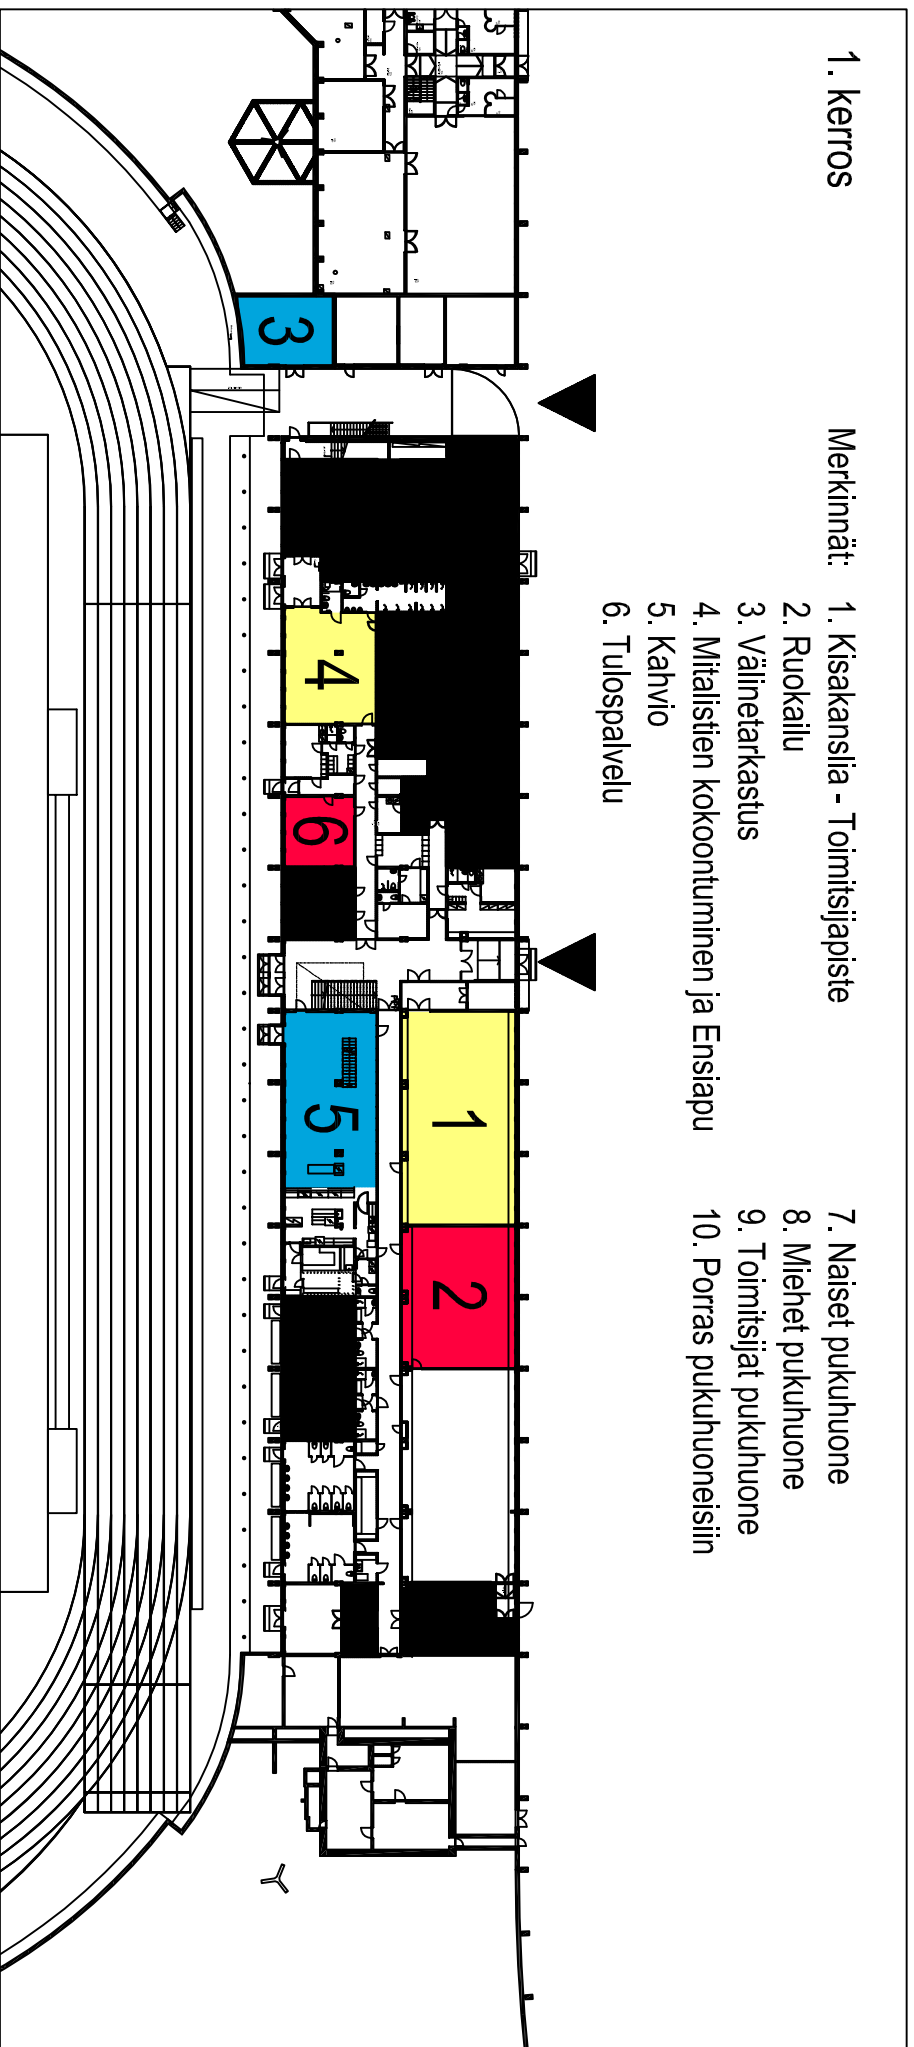 1. kerros
Merkinnät:
1. Kisakanslia - Toimitsijapiste
2. Ruokailu
3. Välinetarkastus
4. Mitalistien kokoontuminen ja Ensiapu
5. Kahvio
6. Tulospalvelu
7. Naiset pukuhuone
8. Miehet pukuhuone
9. Toimitsijat pukuhuone
10. Porras pukuhuoneisiin
3
4
6
5
1
2